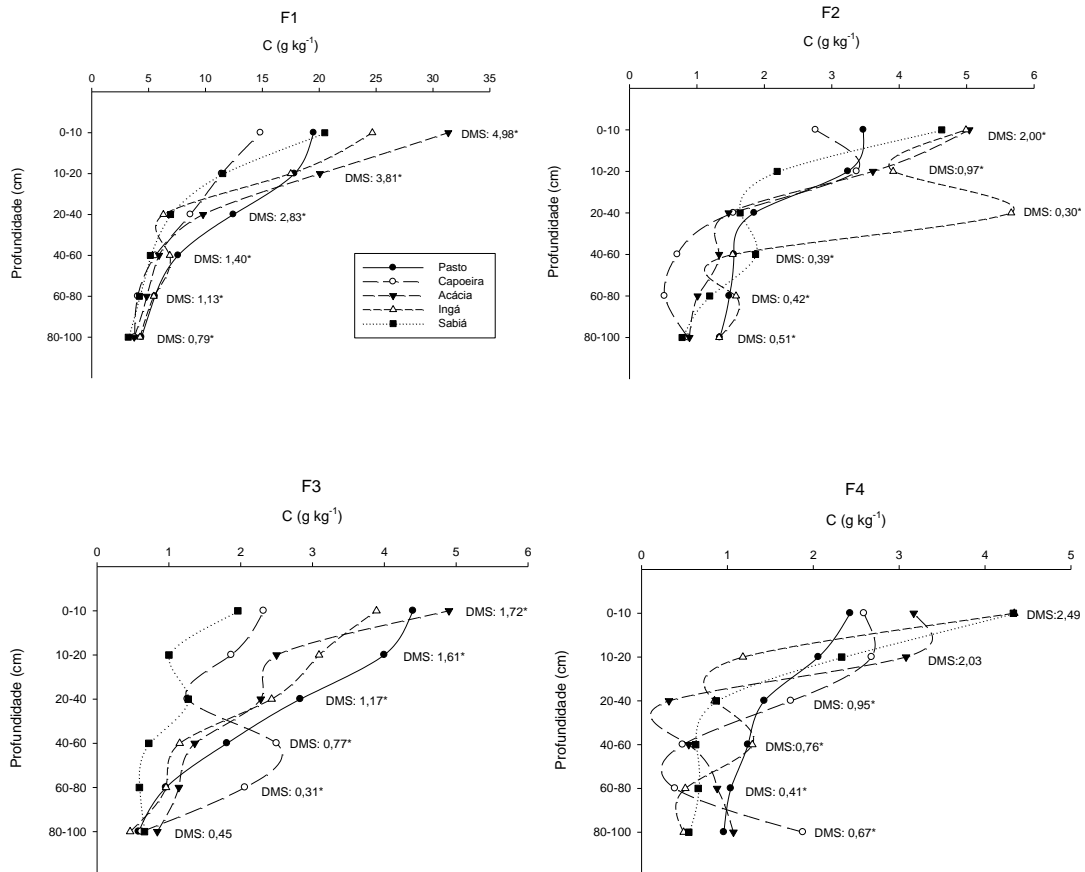 F1
C (g kg-1)
0 5 10 15 20 25 30 35
Profundidade (cm)
0-10
10-20
20-40
40-60
60-80
80-100
DMS: 4,98*
DMS: 3,81*
DMS: 2,83*
DMS: 1,40*
DMS: 1,13*
DMS: 0,79*
Pasto
Capoeira
Acácia
Ingá
Sabiá
F2
C (g kg-1)
0 1 2 3 4 5 6
Profundidade (cm)
0-10
10-20
20-40
40-60
60-80
80-100
DMS: 2,00*
DMS: 0,97*
DMS: 0,30*
DMS: 0,39*
DMS: 0,42*
DMS: 0,51*
F3
C (g kg-1)
0 1 2 3 4 5 6
Profundidade (cm)
0-10
10-20
20-40
40-60
60-80
80-100
DMS: 1,72*
DMS: 1,61*
DMS: 1,17*
DMS: 0,77*
DMS: 0,31*
DMS: 0,45
F4
C (g kg-1)
0 1 2 3 4 5
Profundidade (cm)
0-10
10-20
20-40
40-60
60-80
80-100
DMS:2,49
DMS:2,03
DMS: 0,95*
DMS:0,76*
DMS: 0,41*
DMS: 0,67*